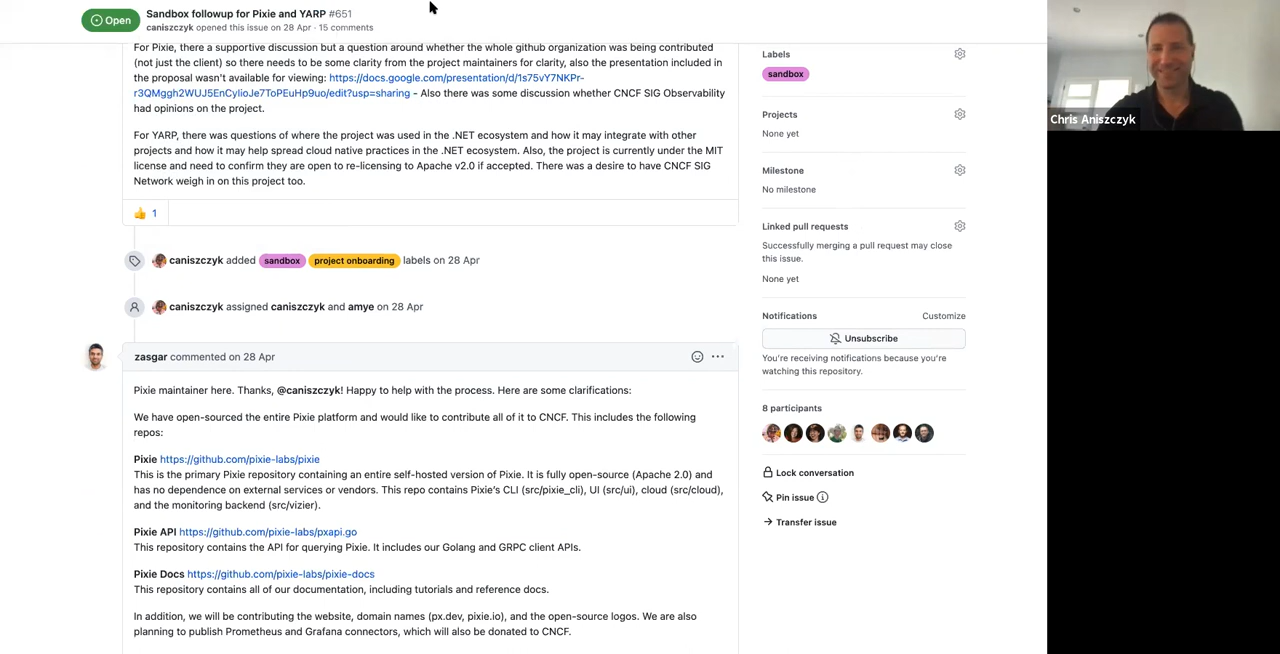 Open
Sandbox followup for Pixie and YARP #651
caniszczyk opened this issue on 28 Apr · 15 comments
For Pixie, there a supportive discussion but a question around whether the whole github organization was being contributed
(not just the client) so there needs to be some clarity from the project maintainers for clarity, also the presentation included in
the proposal wasn't available for viewing: https://docs.google.com/presentation/d/1s75vY7NKPr-
r3QMggh2WUJ5EnCylioJe7ToPEuHp9uo/edit?usp=sharing - Also there was some discussion whether CNCF SIG Observability
had opinions on the project.
For YARP, there was questions of where the project was used in the .NET ecosystem and how it may integrate with other
projects and how it may help spread cloud native practices in the .NET ecosystem. Also, the project is currently under the MIT
license and need to confirm they are open to re-licensing to Apache v2.0 if accepted. There was a desire to have CNCF SIG
Network weigh in on this project too.
👍 1
caniszczyk added sandbox project onboarding labels on 28 Apr
caniszczyk assigned caniszczyk and amye on 28 Apr
zasgar commented on 28 Apr
Pixie maintainer here. Thanks, @caniszczyk! Happy to help with the process. Here are some clarifications:
We have open-sourced the entire Pixie platform and would like to contribute all of it to CNCF. This includes the following
repos:
Pixie https://github.com/pixie-labs/pixie
This is the primary Pixie repository containing an entire self-hosted version of Pixie. It is fully open-source (Apache 2.0) and
has no dependence on external services or vendors. This repo contains Pixie's CLI (src/pixie_cli), UI (src/ui), cloud (src/cloud),
and the monitoring backend (src/vizier).
Pixie API https://github.com/pixie-labs/pxapi.go
This repository contains the API for querying Pixie. It includes our Golang and GRPC client APIs.
Pixie Docs https://github.com/pixie-labs/pixie-docs
This repository contains all of our documentation, including tutorials and reference docs.
In addition, we will be contributing the website, domain names (px.dev, pixie.io), and the open-source logos. We are also
planning to publish Prometheus and Grafana connectors, which will also be donated to CNCF.
Labels
sandbox
Projects
None yet
Milestone
No milestone
Linked pull requests
Successfully merging a pull request may close
this issue.
None yet
Notifications
Customize
Unsubscribe
You're receiving notifications because you're
watching this repository.
8 participants
Lock conversation
Pin issue
Transfer issue
Chris Aniszczyk